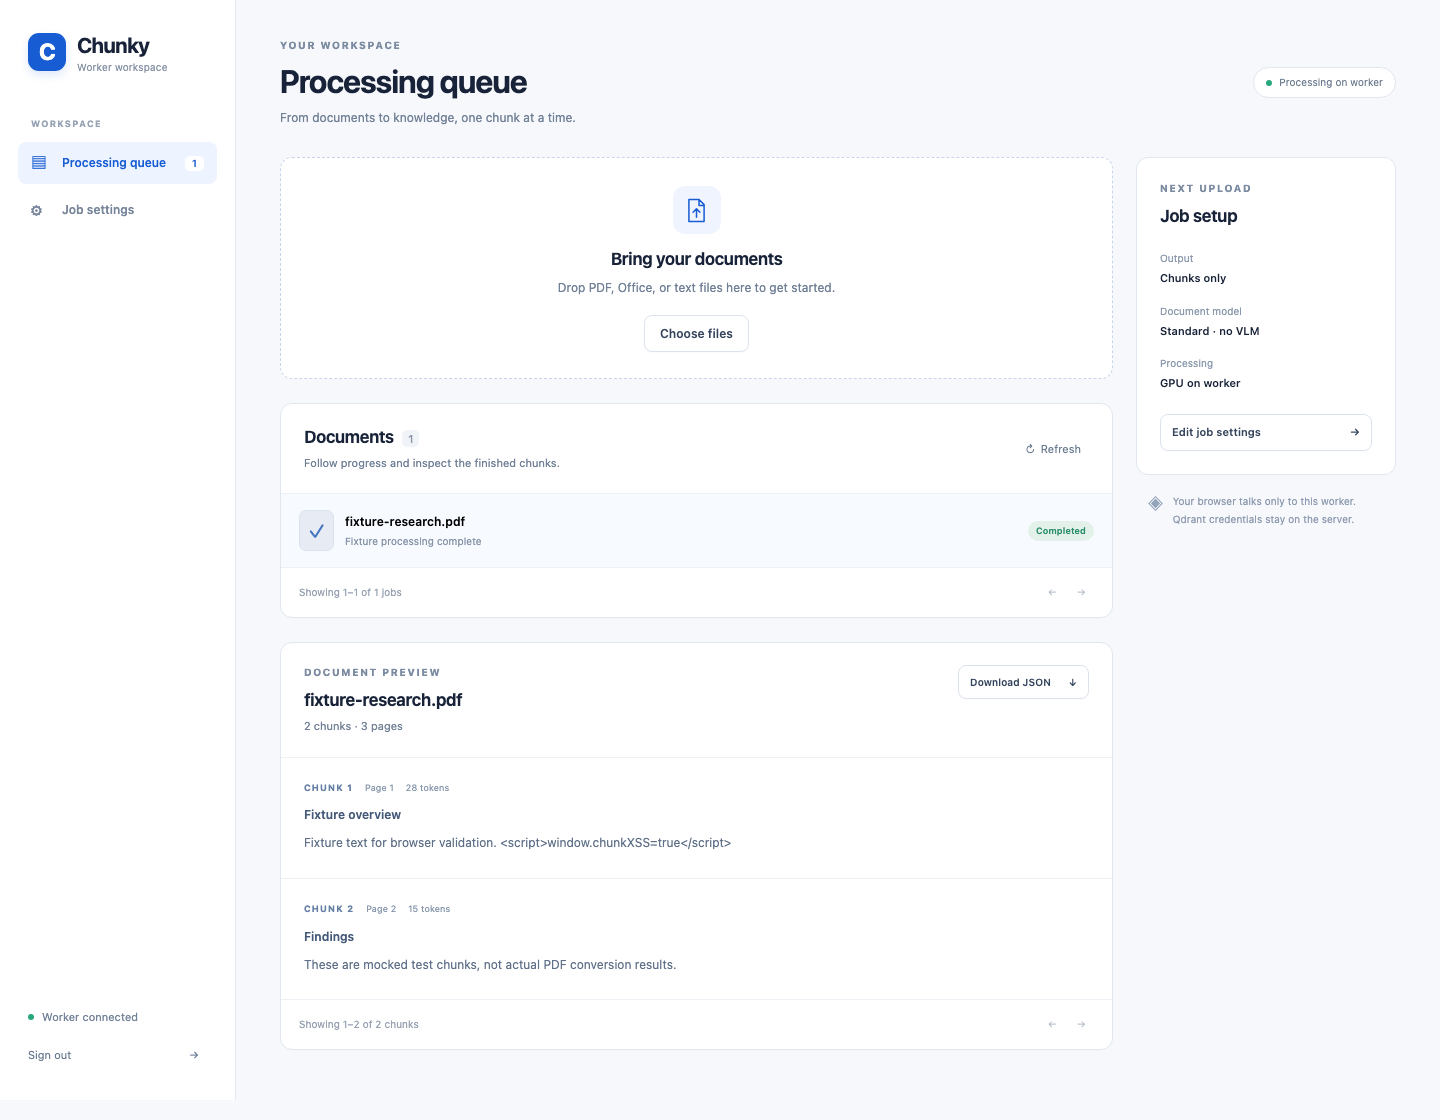 C
Chunky
Worker workspace
WORKSPACE
Processing queue 1
Job settings
Worker connected
Sign out →
YOUR WORKSPACE
Processing queue
From documents to knowledge, one chunk at a time.
Processing on worker
Bring your documents
Drop PDF, Office, or text files here to get started.
Choose files
Documents 1
Follow progress and inspect the finished chunks.
↻ Refresh
fixture-research.pdf
Fixture processing complete
Completed
Showing 1–1 of 1 jobs
← →
DOCUMENT PREVIEW
fixture-research.pdf
2 chunks · 3 pages
Download JSON ↓
CHUNK 1 Page 1 28 tokens
Fixture overview
Fixture text for browser validation. <script>window.chunkXSS=true</script>
CHUNK 2 Page 2 15 tokens
Findings
These are mocked test chunks, not actual PDF conversion results.
Showing 1–2 of 2 chunks
← →
NEXT UPLOAD
Job setup
Output
Chunks only
Document model
Standard · no VLM
Processing
GPU on worker
Edit job settings →
Your browser talks only to this worker.
Qdrant credentials stay on the server.